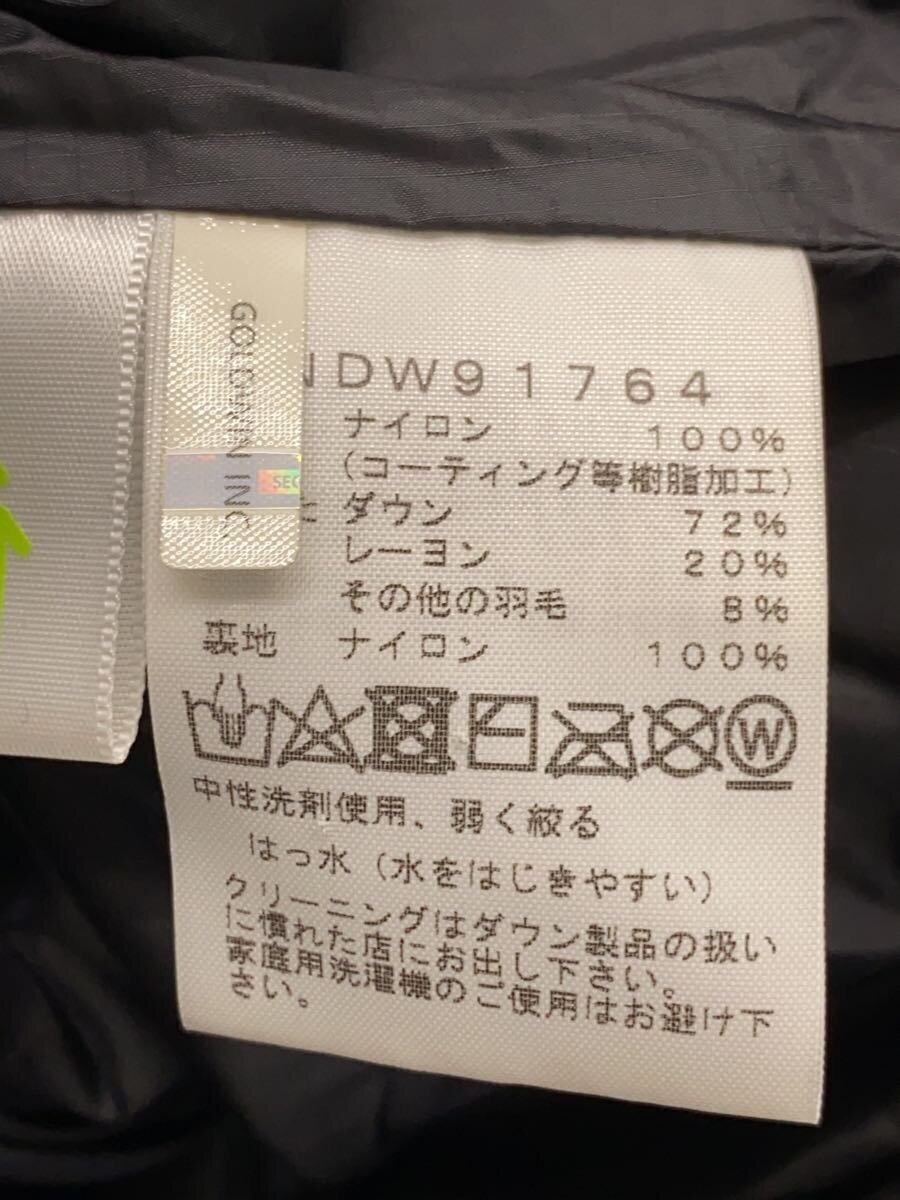 GOLDWIN INC.
SEC
NDW91764
ナイロン 100%
(コーティング等樹脂加工)
ダウン 72%
レーヨン 20%
その他の羽毛 8%
裏地 ナイロン 100%
W
中性洗剤使用、弱く絞る
はっ水(水をはじきやすい)
クリーニングはダウン製品の扱い
に慣れた店にお出し下さい。
家庭用洗濯機のご使用はお避け下
さい。